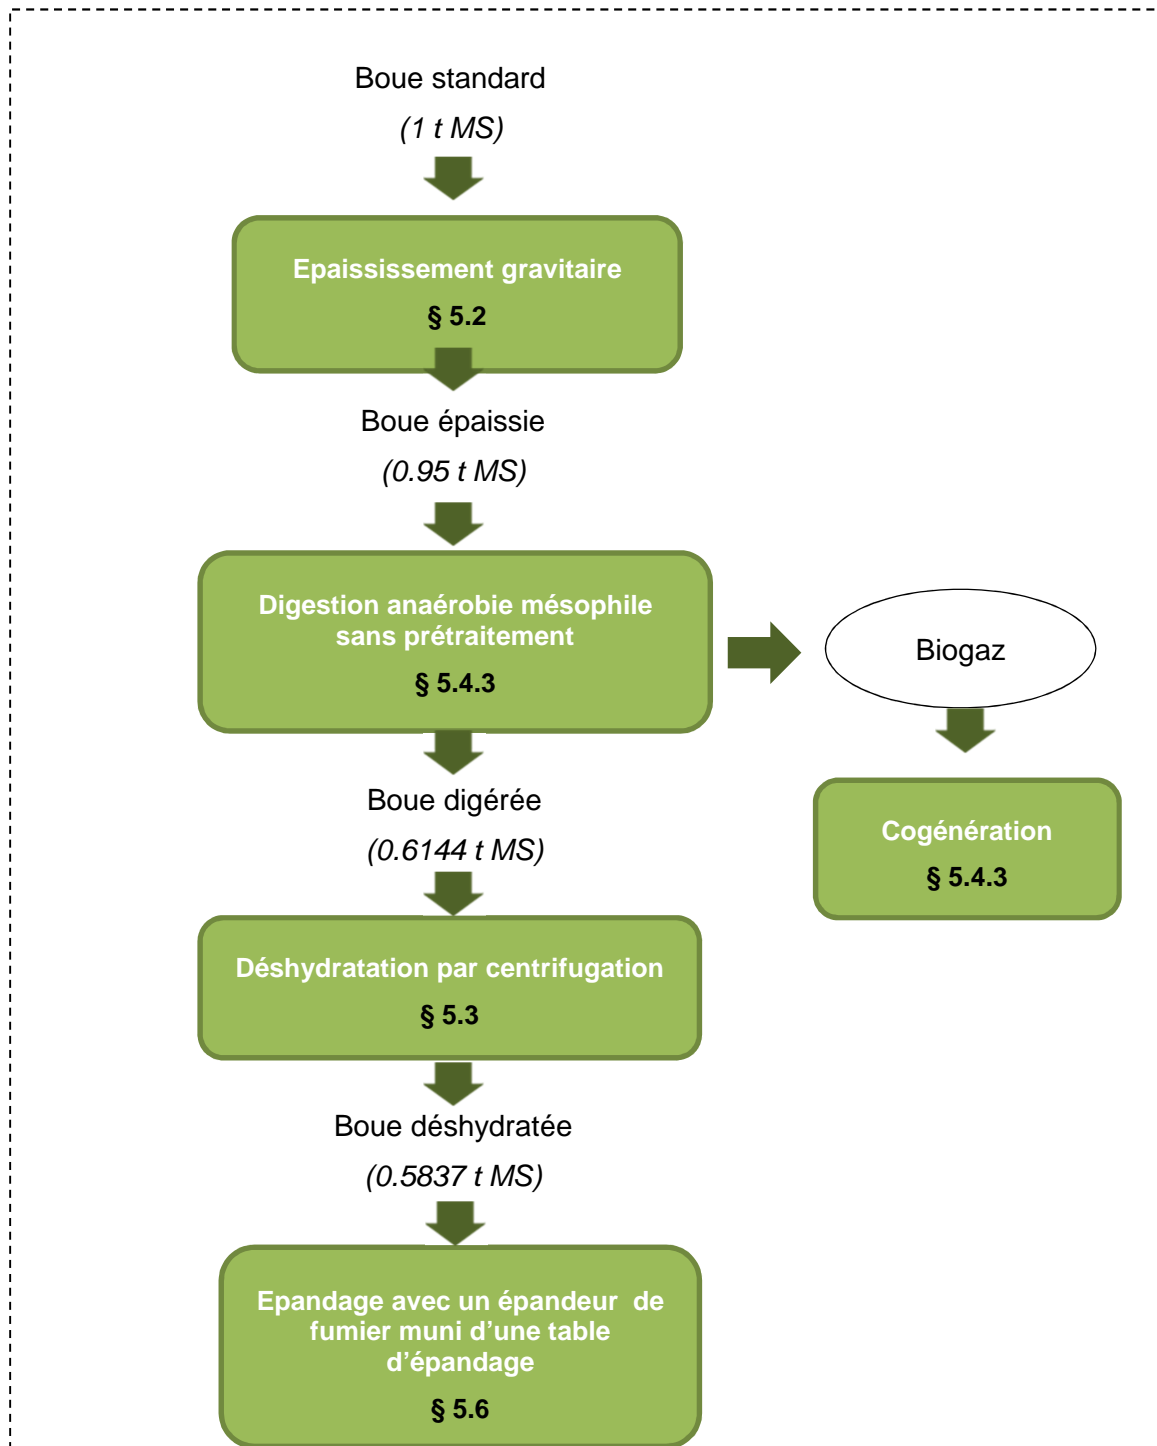 Boue standard
(1 t MS)
Epaississement gravitaire
§ 5.2
Boue épaissie
(0.95 t MS)
Digestion anaérobie mésophile
sans prétraitement
§ 5.4.3
Biogaz
Boue digérée
(0.6144 t MS)
Cogénération
§ 5.4.3
Déshydratation par centrifugation
§ 5.3
Boue déshydratée
(0.5837 t MS)
Epandage avec un épandeur de
fumier muni d’une table
d’épandage
§ 5.6